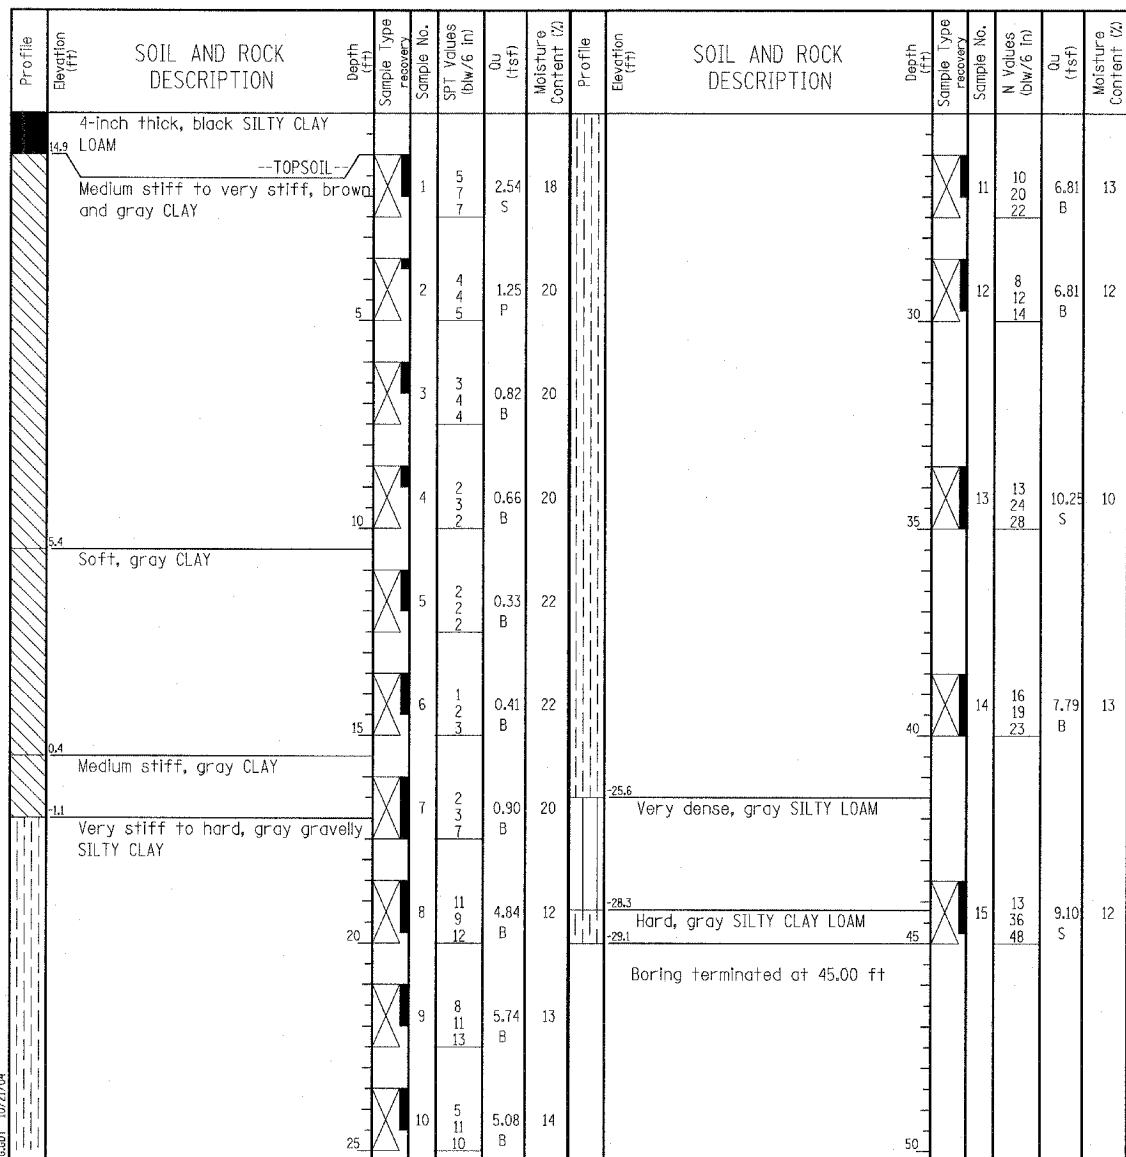 Profile
Elevation (ft)
SOIL AND ROCK DESCRIPTION
Depth (ft)
Sample Type recovery
Sample No.
SPT Values (blw/6 in)
Qu (tsf)
Moisture Content (%)
Profile
Elevation (ft)
SOIL AND ROCK DESCRIPTION
Depth (ft)
Sample Type recovery
Sample No.
N Values (blw/6 in)
Qu (tsf)
Moisture Content (%)
4-inch thick, black SILTY CLAY
LOAM
14.9
--TOPSOIL--
Medium stiff to very stiff, brown
and gray CLAY
1
5
7
7
2.54
S
18
2
4
4
5
1.25
P
20
5
3
3
4
4
0.82
B
20
4
2
3
2
0.66
B
20
10
5.4
Soft, gray CLAY
5
2
2
2
0.33
B
22
6
1
2
3
0.41
B
22
15
0.4
Medium stiff, gray CLAY
7
2
3
7
0.90
B
20
-1.1
Very stiff to hard, gray gravelly
SILTY CLAY
8
11
9
12
4.84
B
12
20
9
8
11
13
5.74
B
13
10
5
11
10
5.08
B
14
25
11
10
20
22
6.81
B
13
12
8
12
14
6.81
B
12
30
13
13
24
28
10.25
S
10
35
14
16
19
23
7.79
B
13
40
-25.6
Very dense, gray SILTY LOAM
-28.3
Hard, gray SILTY CLAY LOAM
15
13
36
48
9.10
S
12
45
-29.1
Boring terminated at 45.00 ft
50
10/21/04